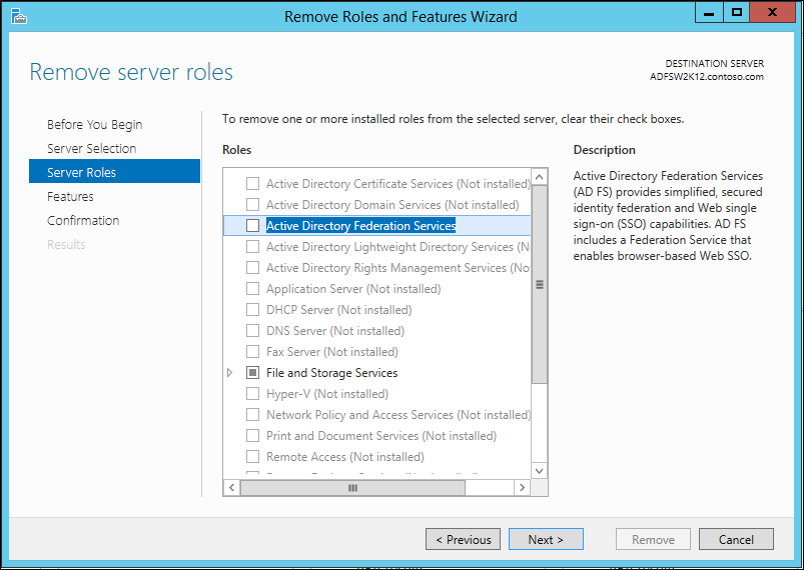 Remove Roles and Features Wizard
Remove server roles
DESTINATION SERVER
ADFSW2K12.contoso.com
Before You Begin
Server Selection
Server Roles
Features
Confirmation
Results
To remove one or more installed roles from the selected server, clear their check boxes.
Roles
Active Directory Certificate Services (Not installed)
Active Directory Domain Services (Not installed)
Active Directory Federation Services
Active Directory Lightweight Directory Services (N
Active Directory Rights Management Services (No
Application Server (Not installed)
DHCP Server (Not installed)
DNS Server (Not installed)
Fax Server (Not installed)
File and Storage Services
Hyper-V (Not installed)
Network Policy and Access Services (Not installed)
Print and Document Services (Not installed)
Remote Access (Not installed)
Description
Active Directory Federation Services
(AD FS) provides simplified, secured
identity federation and Web single
sign-on (SSO) capabilities. AD FS
includes a Federation Service that
enables browser-based Web SSO.
< Previous
Next >
Remove
Cancel